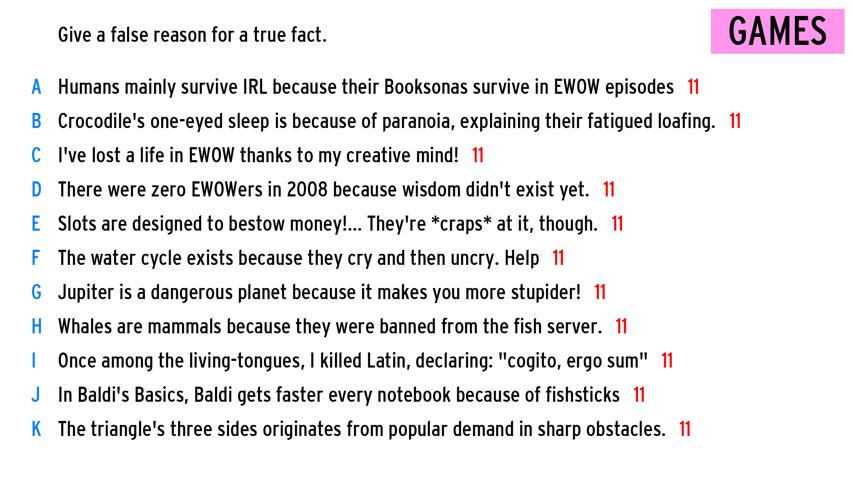 Give a false reason for a true fact.
GAMES
A Humans mainly survive IRL because their Booksonas survive in EWOW episodes 11
B Crocodile's one-eyed sleep is because of paranoia, explaining their fatigued loafing. 11
C I've lost a life in EWOW thanks to my creative mind! 11
D There were zero EWOWers in 2008 because wisdom didn't exist yet. 11
E Slots are designed to bestow money!... They're *craps* at it, though. 11
F The water cycle exists because they cry and then uncry. Help 11
G Jupiter is a dangerous planet because it makes you more stupider! 11
H Whales are mammals because they were banned from the fish server. 11
I Once among the living-tongues, I killed Latin, declaring: "cogito, ergo sum" 11
J In Baldi's Basics, Baldi gets faster every notebook because of fishsticks 11
K The triangle's three sides originates from popular demand in sharp obstacles. 11